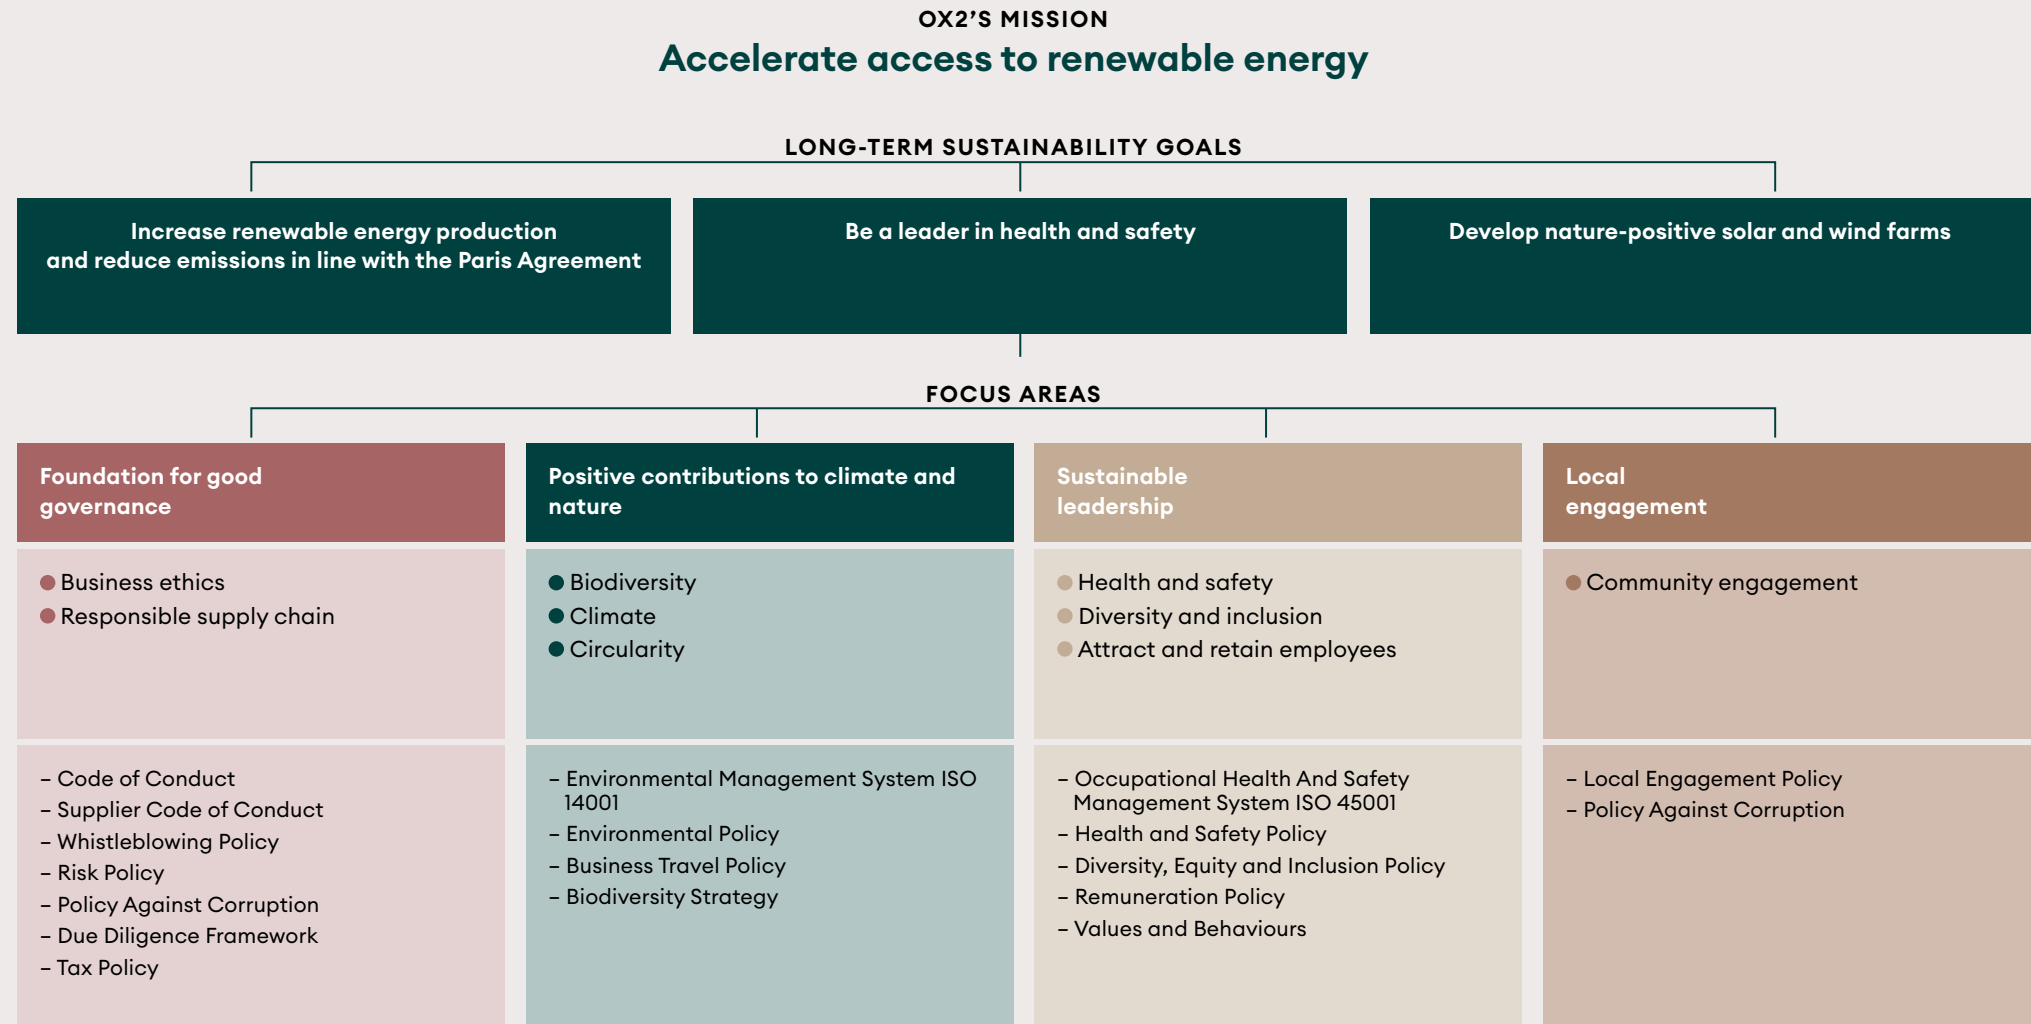 OX2’S MISSION
Accelerate access to renewable energy
LONG-TERM SUSTAINABILITY GOALS
Increase renewable energy production
and reduce emissions in line with the Paris Agreement
Be a leader in health and safety
Develop nature-positive solar and wind farms
FOCUS AREAS
Foundation for good
governance
● Business ethics
● Responsible supply chain
– Code of Conduct
– Supplier Code of Conduct
– Whistleblowing Policy
– Risk Policy
– Policy Against Corruption
– Due Diligence Framework
– Tax Policy
Positive contributions to climate and
nature
● Biodiversity
● Climate
● Circularity
– Environmental Management System ISO
14001
– Environmental Policy
– Business Travel Policy
– Biodiversity Strategy
Sustainable
leadership
● Health and safety
● Diversity and inclusion
● Attract and retain employees
– Occupational Health And Safety
Management System ISO 45001
– Health and Safety Policy
– Diversity, Equity and Inclusion Policy
– Remuneration Policy
– Values and Behaviours
Local
engagement
● Community engagement
– Local Engagement Policy
– Policy Against Corruption